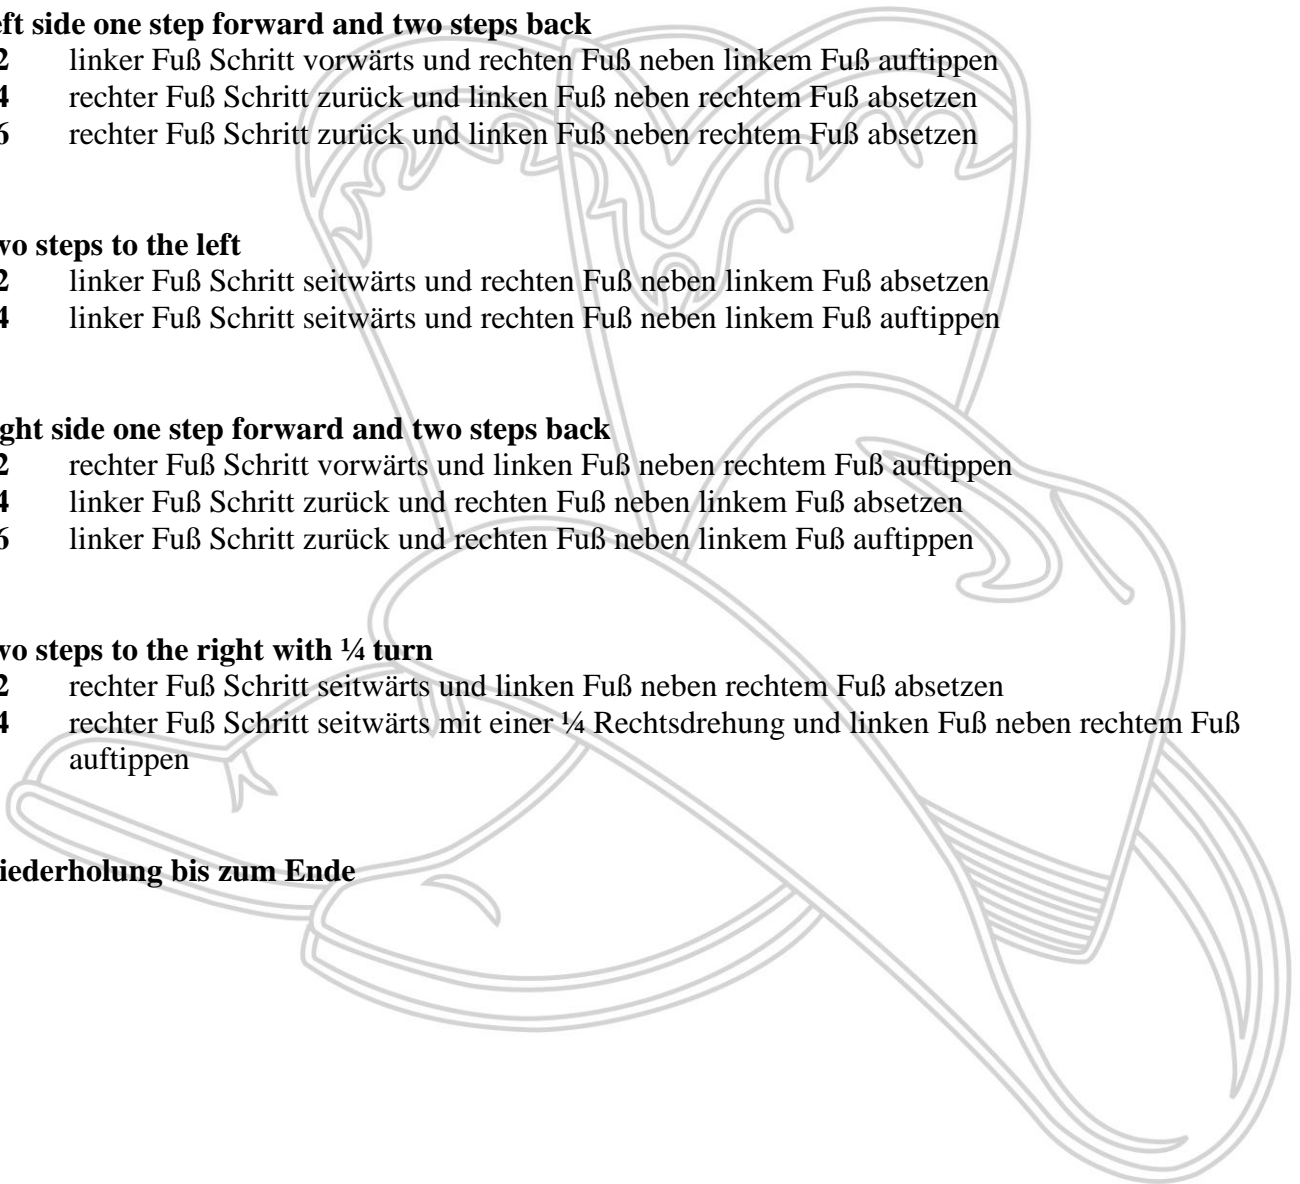 eft side one step forward and two steps back
2 linker Fuß Schritt vorwärts und rechten Fuß neben linkem Fuß auftippen
4 rechter Fuß Schritt zurück und linken Fuß neben rechtem Fuß absetzen
6 rechter Fuß Schritt zurück und linken Fuß neben rechtem Fuß absetzen
wo steps to the left
2 linker Fuß Schritt seitwärts und rechten Fuß neben linkem Fuß absetzen
4 linker Fuß Schritt seitwärts und rechten Fuß neben linkem Fuß auftippen
ght side one step forward and two steps back
2 rechter Fuß Schritt vorwärts und linken Fuß neben rechtem Fuß auftippen
4 linker Fuß Schritt zurück und rechten Fuß neben linkem Fuß absetzen
6 linker Fuß Schritt zurück und rechten Fuß neben linkem Fuß auftippen
wo steps to the right with ¼ turn
2 rechter Fuß Schritt seitwärts und linken Fuß neben rechtem Fuß absetzen
4 rechter Fuß Schritt seitwärts mit einer ¼ Rechtsdrehung und linken Fuß neben rechtem Fuß
auftippen
iederholung bis zum Ende